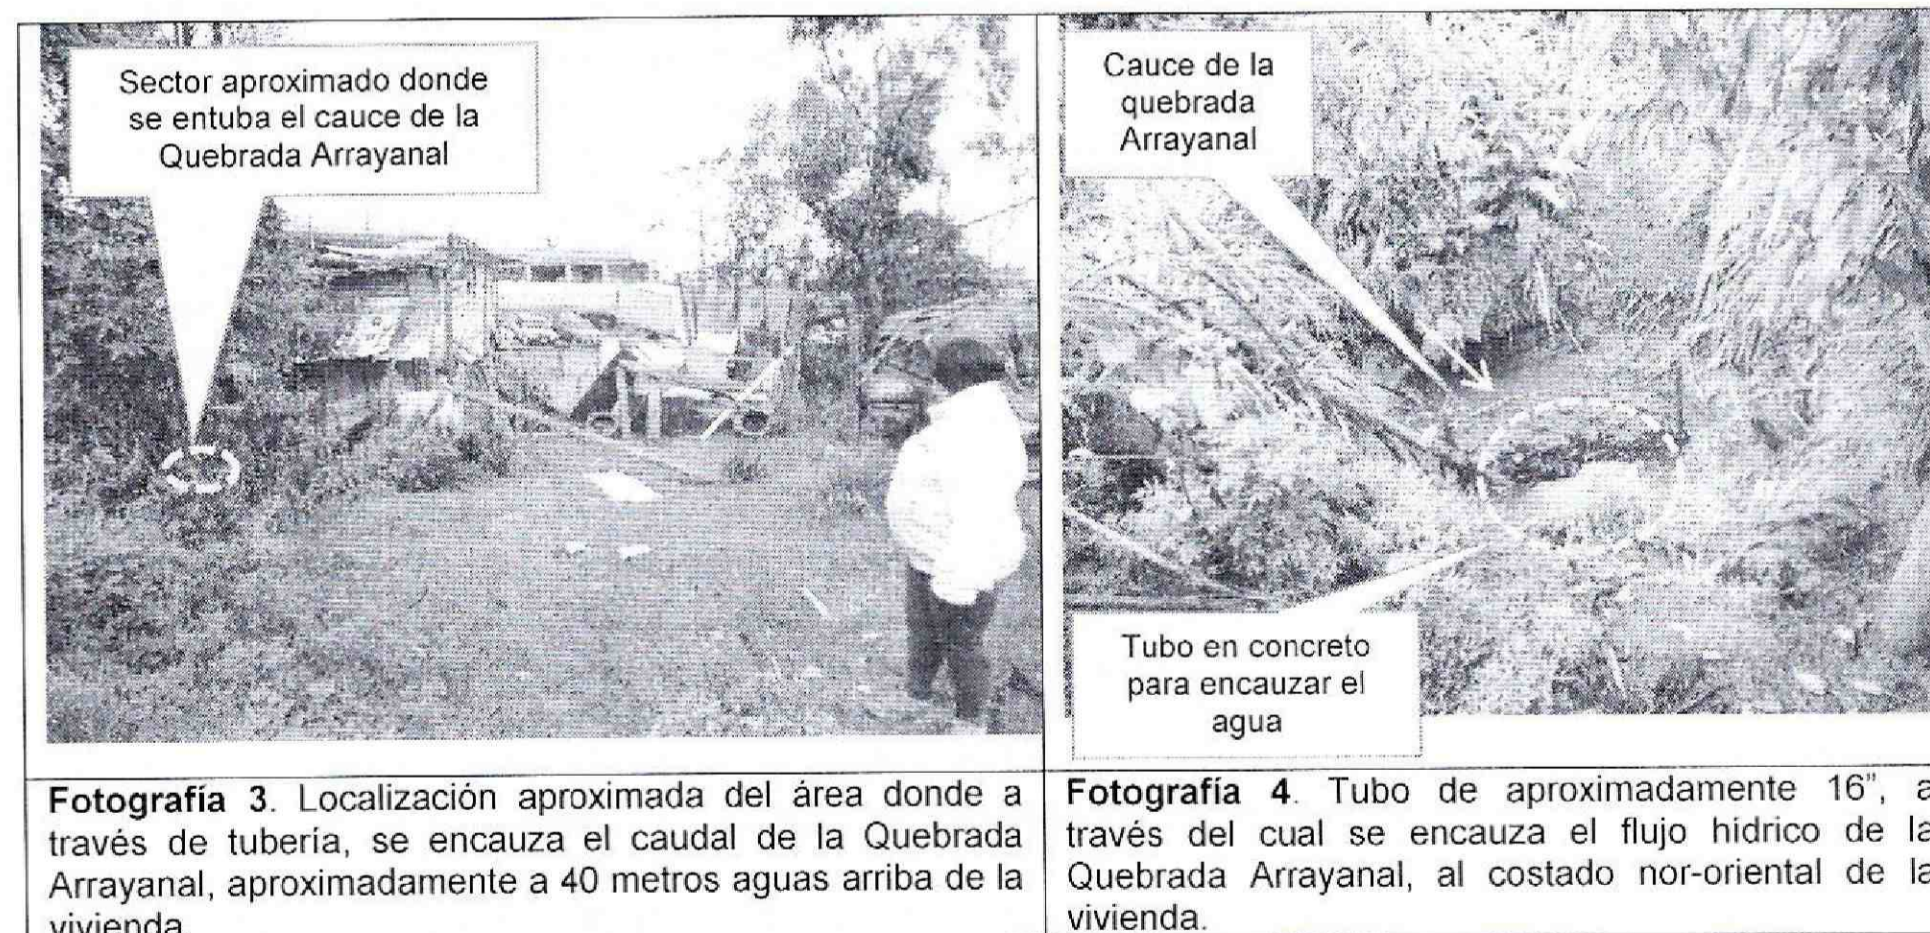 Sector aproximado donde
se entuba el cauce de la
Quebrada Arrayanal
Cauce de la
quebrada
Arrayanal
Tubo en concreto
para encauzar el
agua
Fotografía 3. Localización aproximada del área donde a
través de tubería, se encauza el caudal de la Quebrada
Arrayanal, aproximadamente a 40 metros aguas arriba de la
vivienda.
Fotografía 4. Tubo de aproximadamente 16", a
través del cual se encauza el flujo hídrico de la
Quebrada Arrayanal, al costado nor-oriental de la
vivienda.